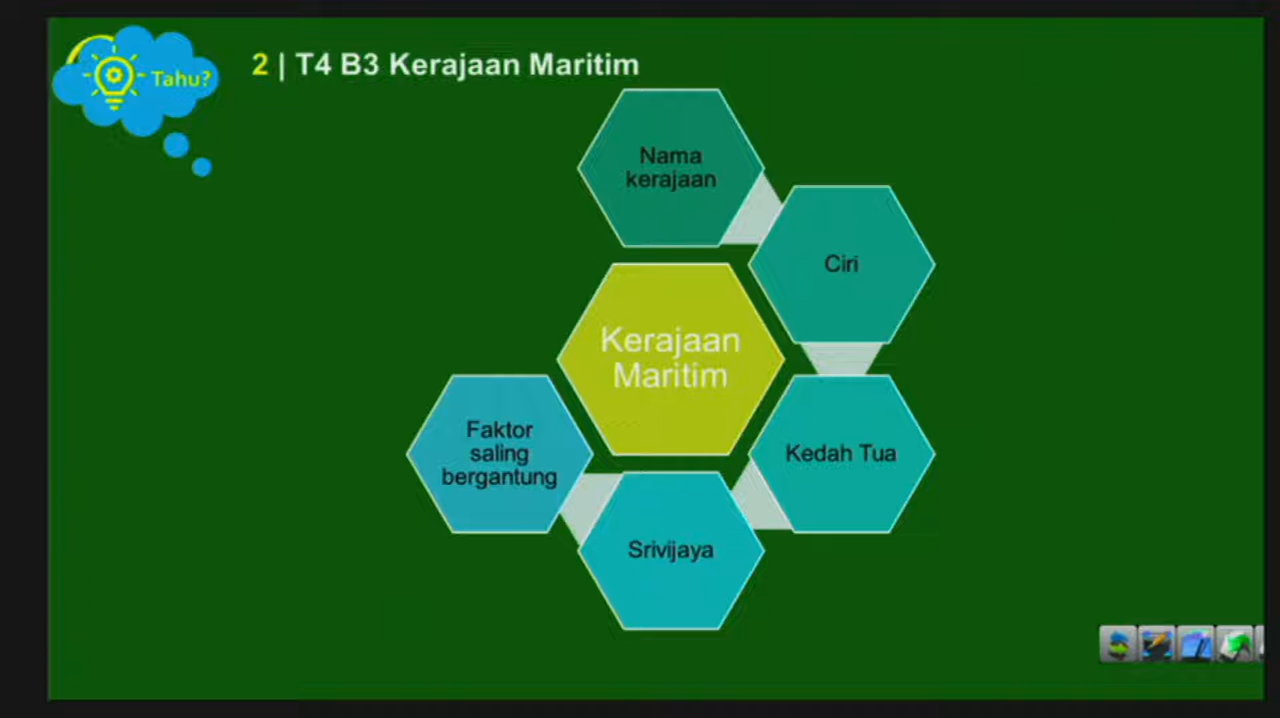 Tahu?
2 | T4 B3 Kerajaan Maritim
Nama
kerajaan
Ciri
Kerajaan
Maritim
Kedah Tua
Srivijaya
Faktor
saling
bergantung